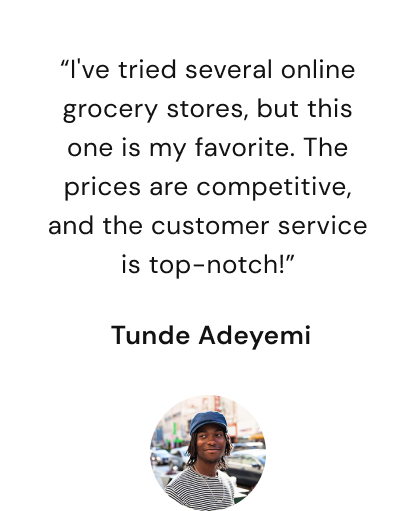 “I've tried several online
grocery stores, but this
one is my favorite. The
prices are competitive,
and the customer service
is top-notch!”
Tunde Adeyemi